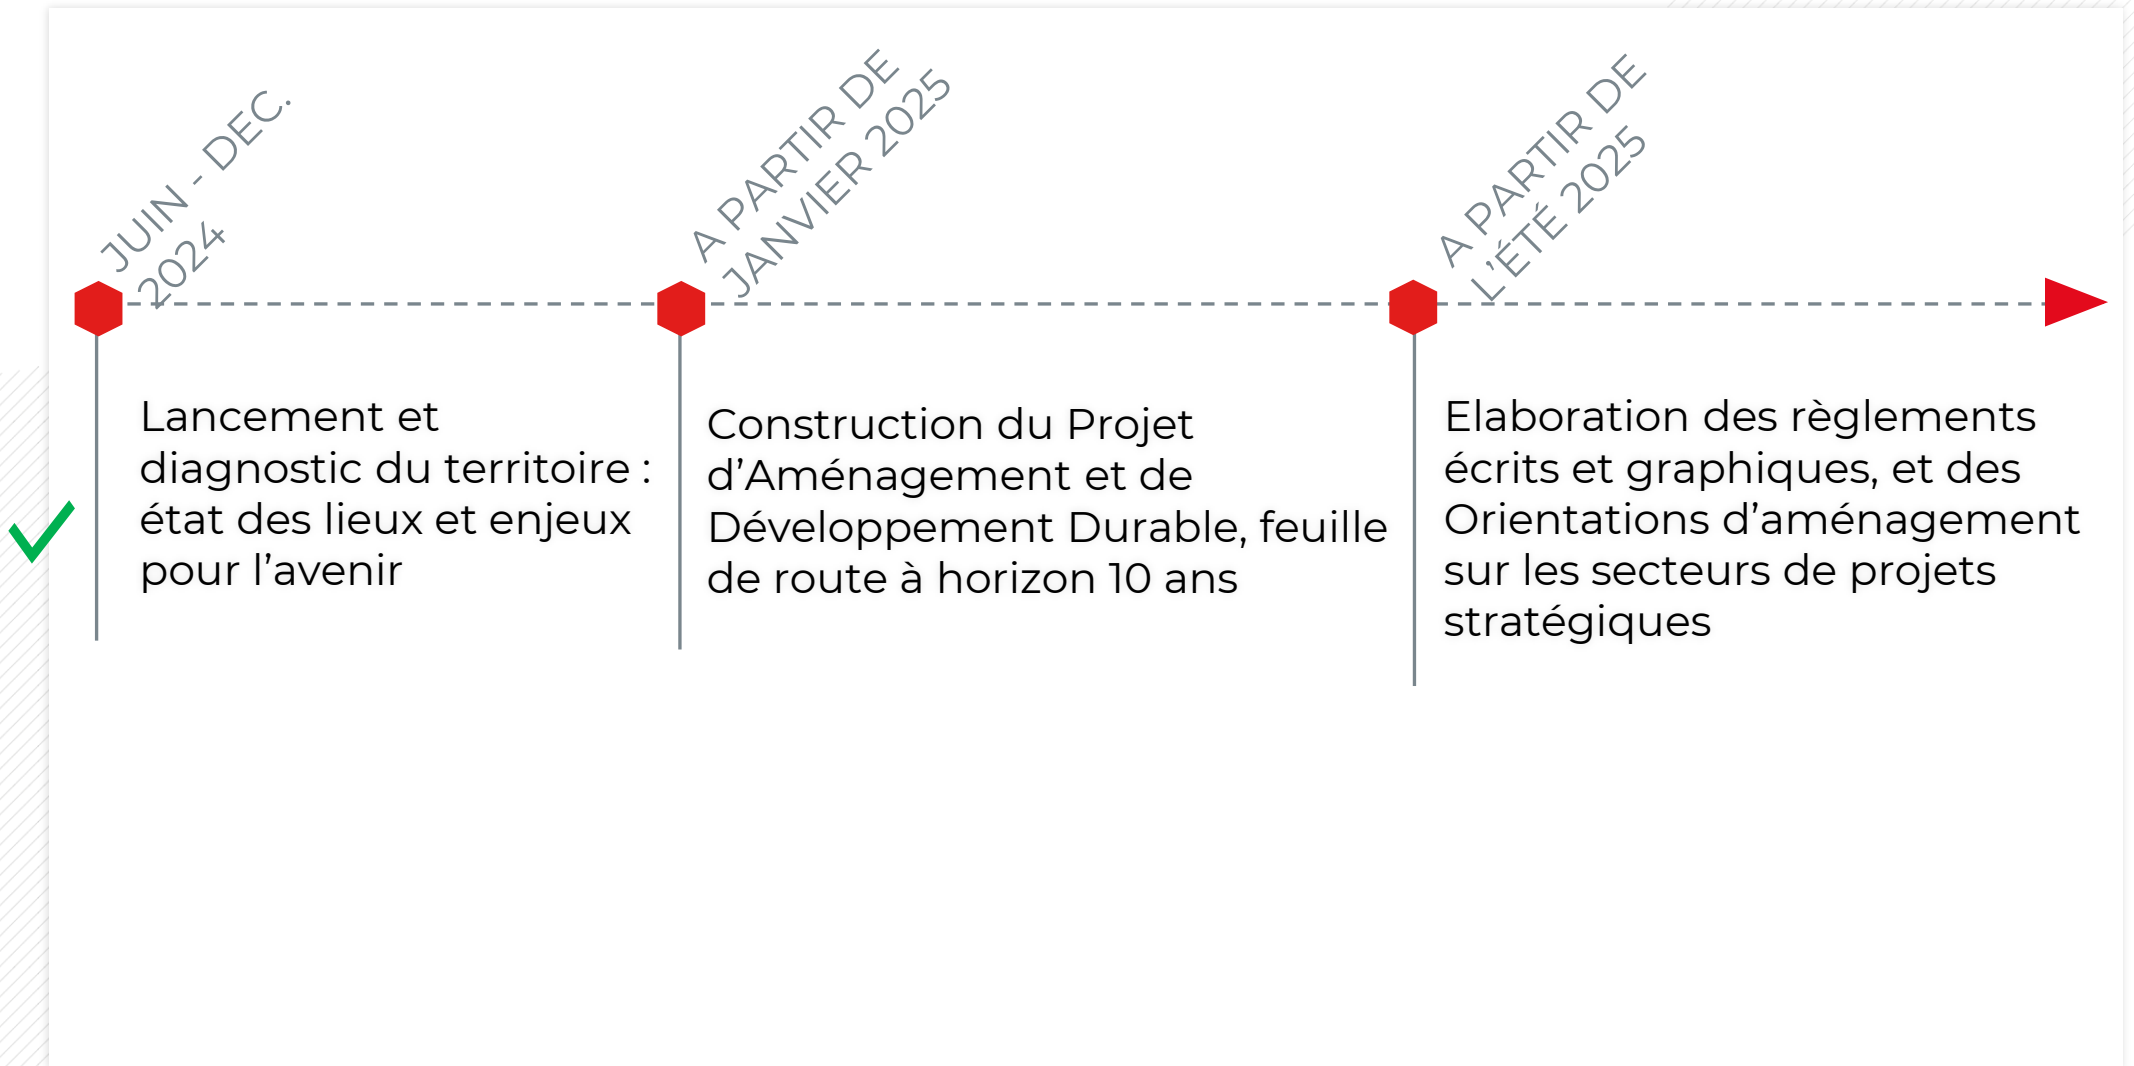 JUIN - DEC.
2024
A PARTIR DE
JANVIER 2025
A PARTIR DE
L’ÉTÉ 2025
Lancement et
diagnostic du territoire :
état des lieux et enjeux
pour l’avenir
Construction du Projet
d’Aménagement et de
Développement Durable, feuille
de route à horizon 10 ans
Elaboration des règlements
écrits et graphiques, et des
Orientations d’aménagement
sur les secteurs de projets
stratégiques